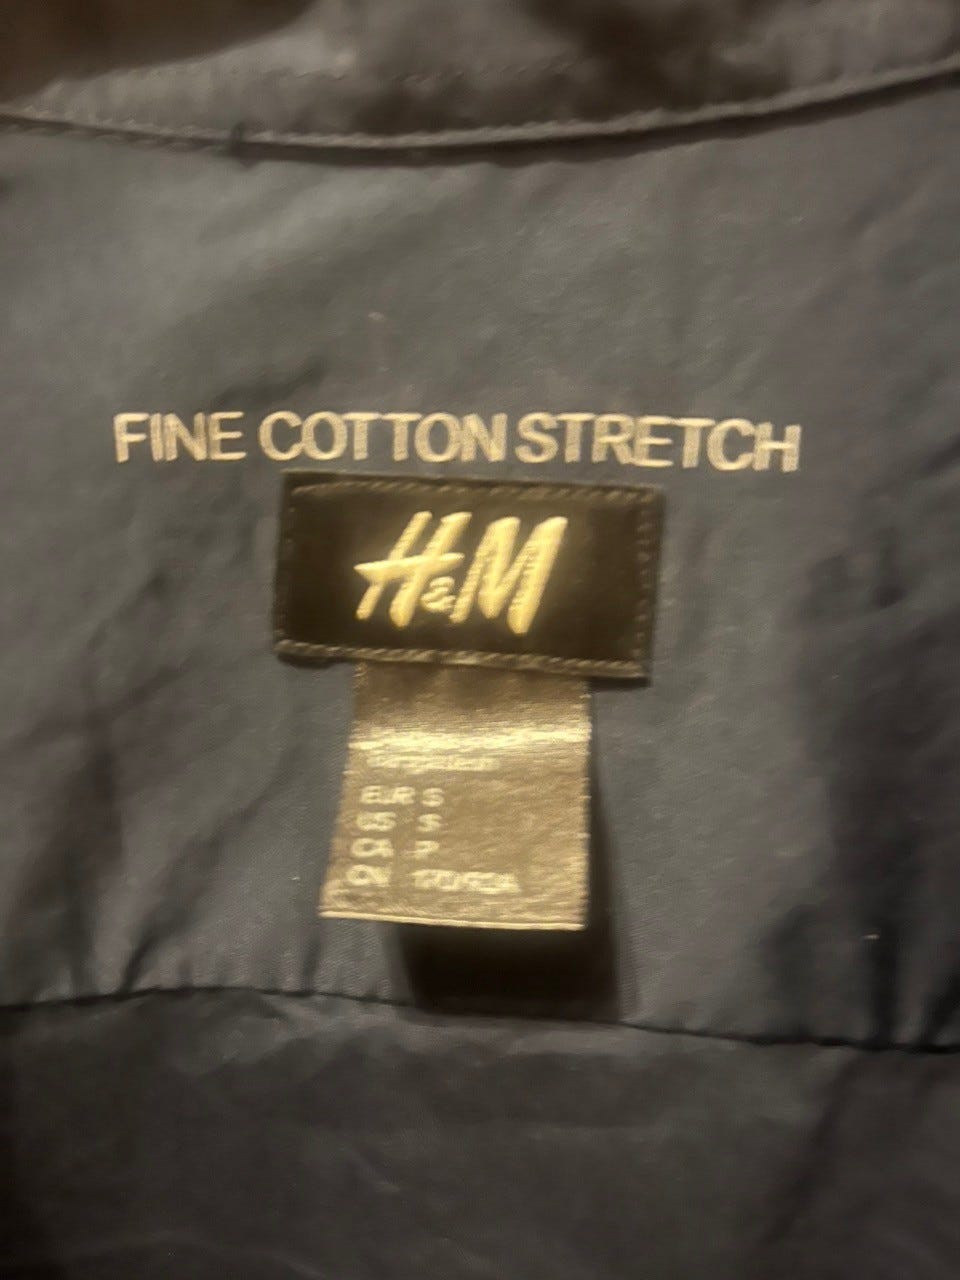 FINE COTTON STRETCH
H&M
EUR S
US S
CA P
CN